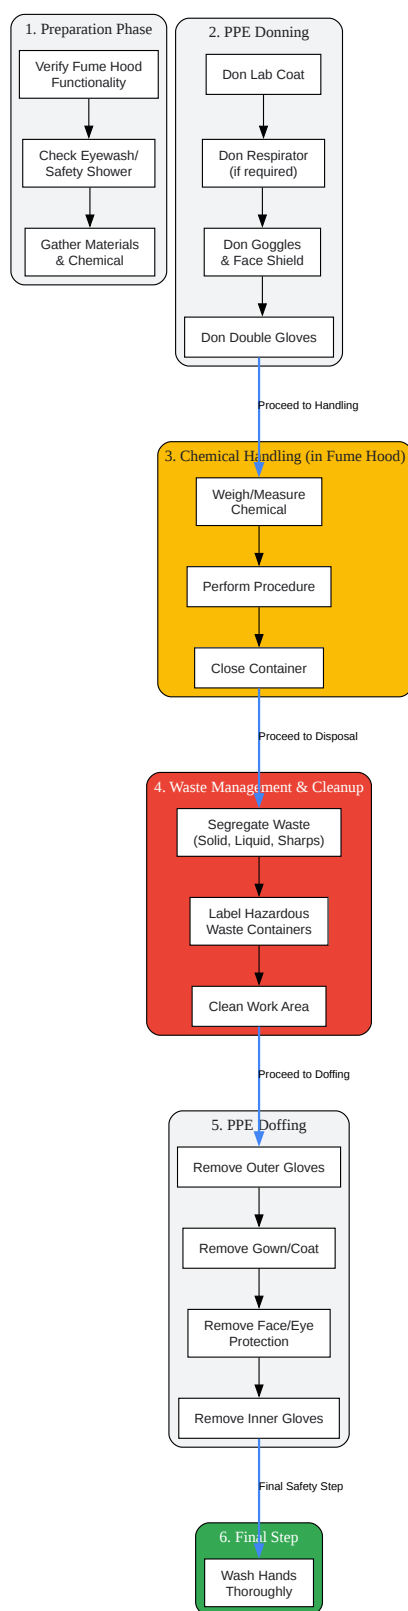 1. Preparation Phase
Verify Fume Hood
Functionality
Check Eyewash/
Safety Shower
Gather Materials
& Chemical
2. PPE Donning
Don Lab Coat
Don Respirator
(if required)
Don Goggles
& Face Shield
Don Double Gloves
Proceed to Handling
3. Chemical Handling (in Fume Hood)
Weigh/Measure
Chemical
Perform Procedure
Close Container
Proceed to Disposal
4. Waste Management & Cleanup
Segregate Waste
(Solid, Liquid, Sharps)
Label Hazardous
Waste Containers
Clean Work Area
Proceed to Doffing
5. PPE Doffing
Remove Outer Gloves
Remove Gown/Coat
Remove Face/Eye
Protection
Remove Inner Gloves
Final Safety Step
6. Final Step
Wash Hands
Thoroughly